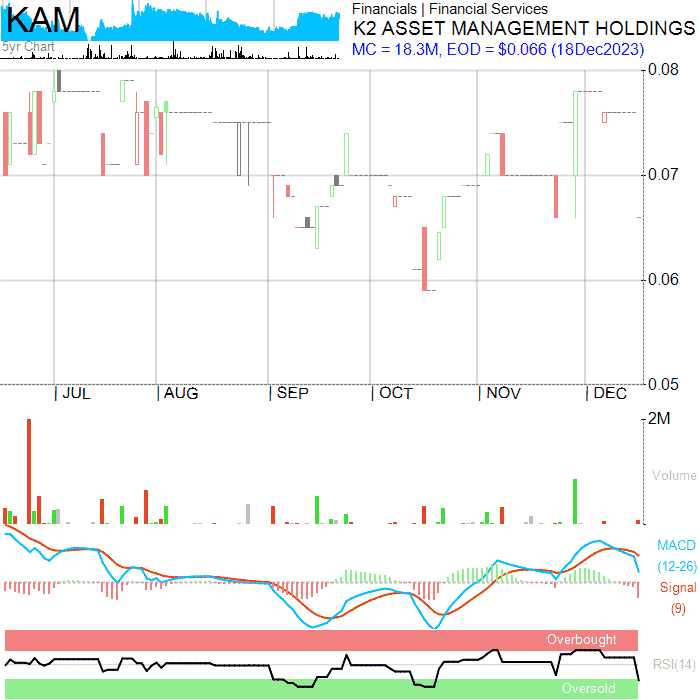 KAM
5yr Chart
Financials | Financial Services
K2 ASSET MANAGEMENT HOLDINGS
MC = 18.3M, EOD = $0.066 (18Dec2023)
0.08
0.07
0.06
0.05
JUL AUG SEP OCT NOV DEC
2M
Volume
MACD
(12-26)
Signal
(9)
Overbought
RSI(14)
Oversold